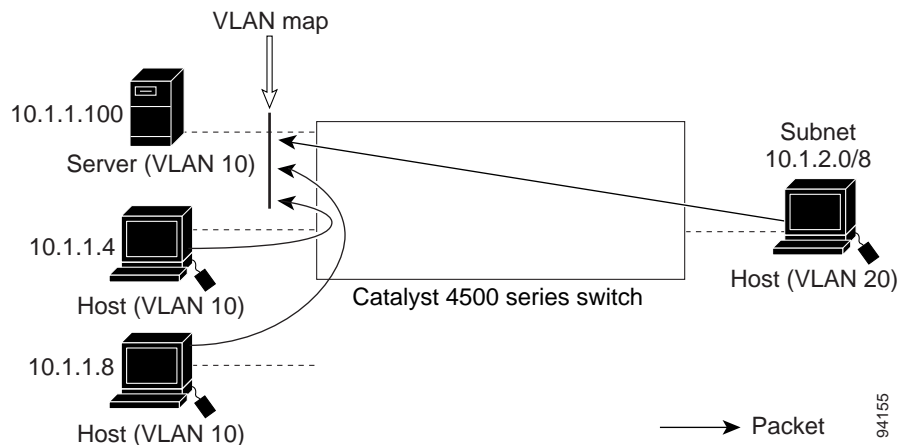 VLAN map
10.1.1.100
Server (VLAN 10)
Subnet
10.1.2.0/8
10.1.1.4
Host (VLAN 10)
Host (VLAN 20)
Catalyst 4500 series switch
10.1.1.8
Host (VLAN 10)
Packet
94155